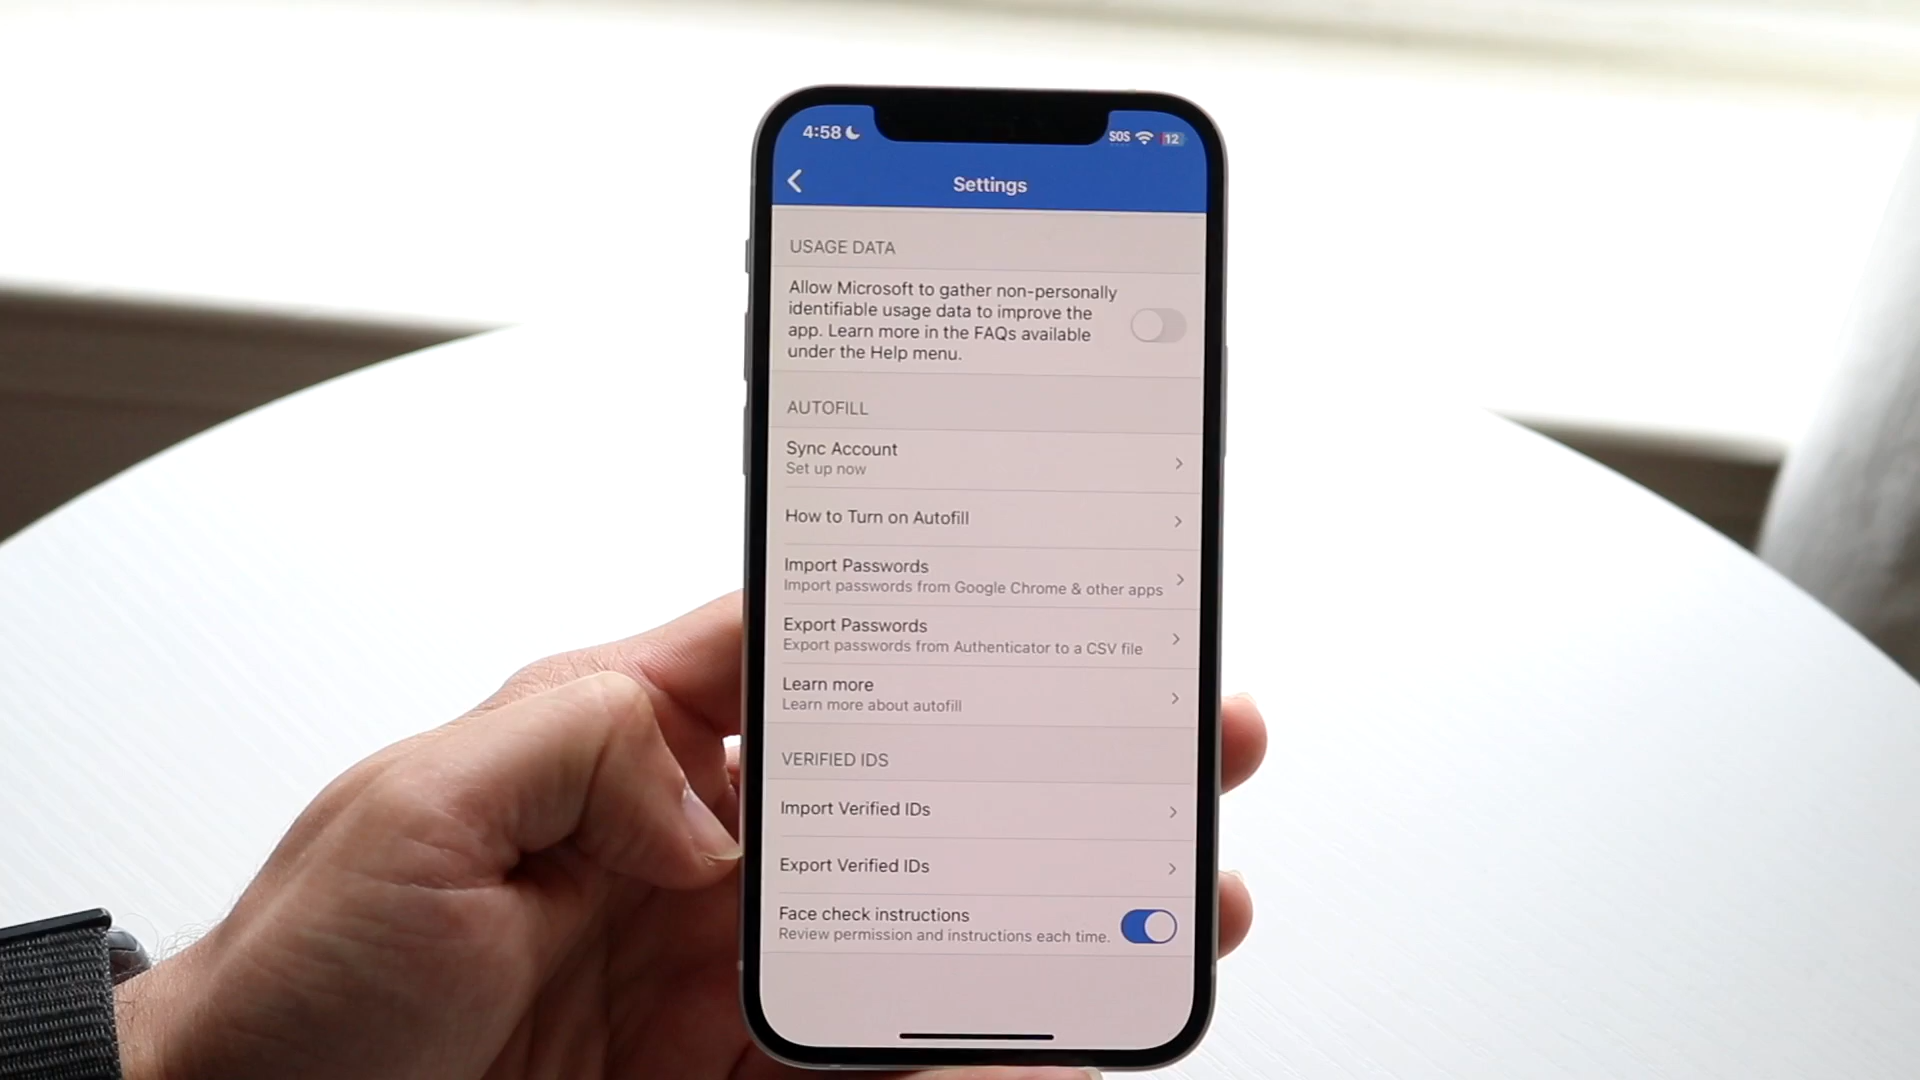 4:58
SOS 12
Settings
USAGE DATA
Allow Microsoft to gather non-personally
identifiable usage data to improve the
app. Learn more in the FAQs available
under the Help menu.
AUTOFILL
Sync Account
Set up now
How to Turn on Autofill
Import Passwords
Import passwords from Google Chrome & other apps
Export Passwords
Export passwords from Authenticator to a CSV file
Learn more
Learn more about autofill
VERIFIED IDS
Import Verified IDs
Export Verified IDs
Face check instructions
Review permission and instructions each time.